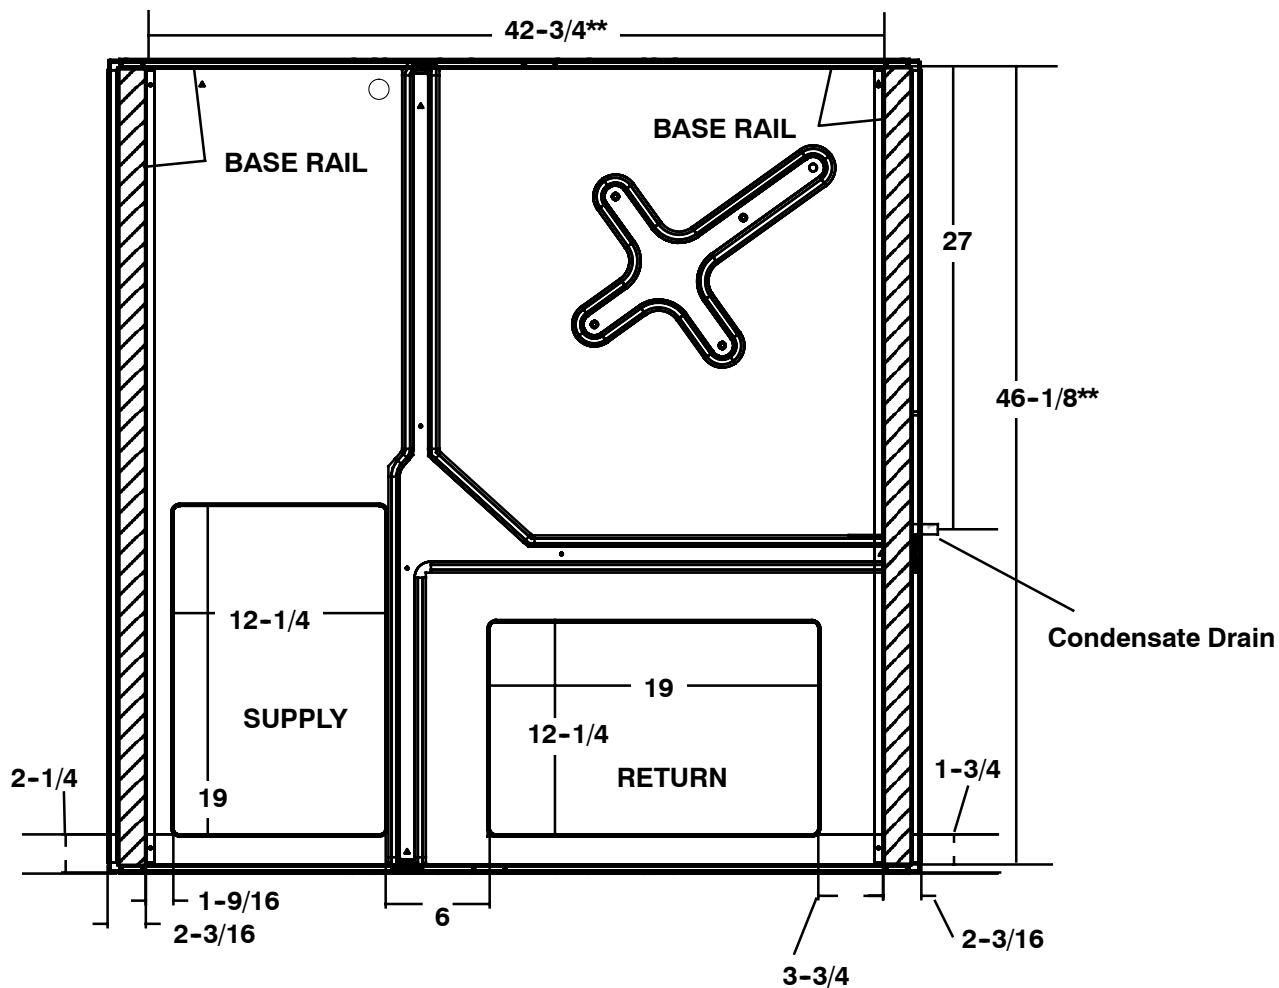 42-3/4**
BASE RAIL
BASE RAIL
27
46-1/8**
12-1/4
Condensate Drain
19
SUPPLY
12-1/4
RETURN
2-1/4
19
1-3/4
1-9/16
6
2-3/16
2-3/16
3-3/4